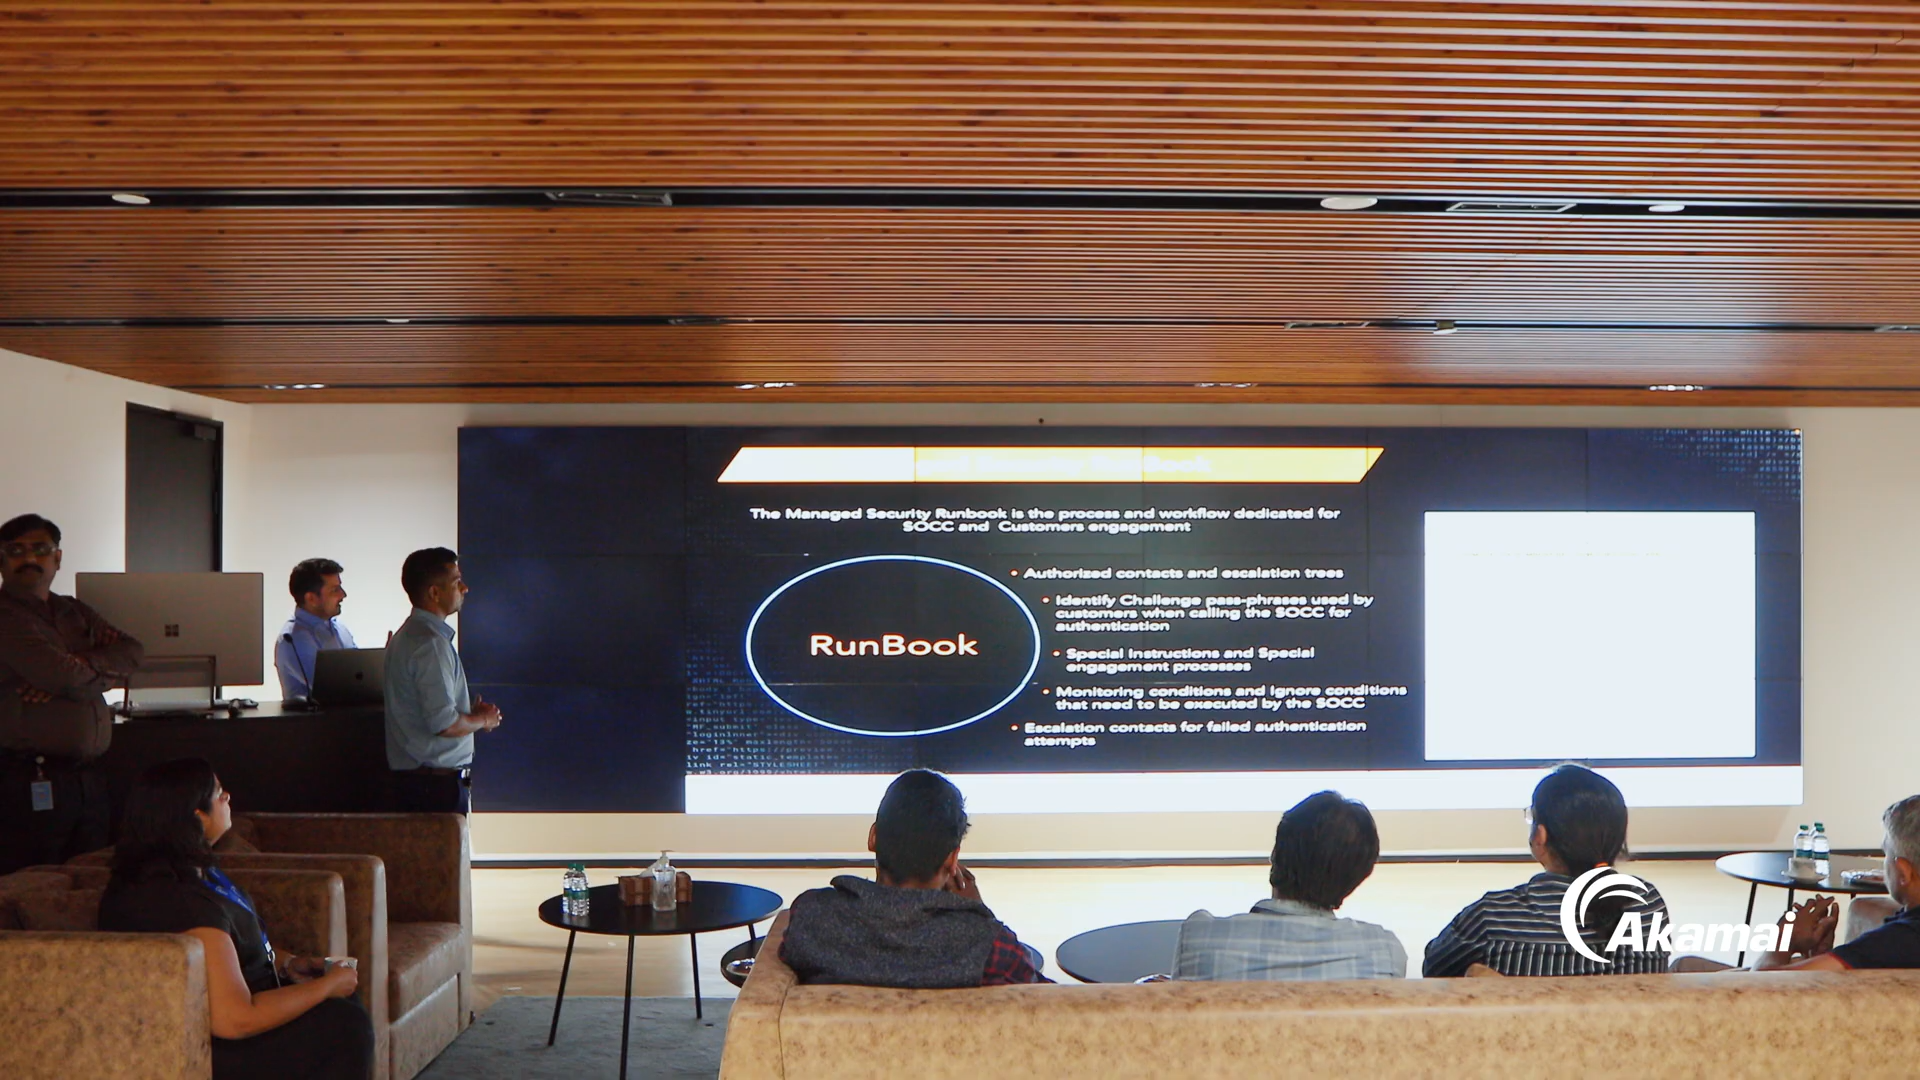 The Managed Security Runbook is the process and workflow dedicated for
SOCC and Customers engagement
RunBook
• Authorized contacts and escalation trees
• Identify Challenge pass-phrases used by
customers when calling the SOCC for
authentication
• Special Instructions and Special
engagement processes
• Monitoring conditions and Ignore conditions
that need to be executed by the SOCC
• Escalation contacts for failed authentication
attempts
link rel="STYLESHEET"
Akamai